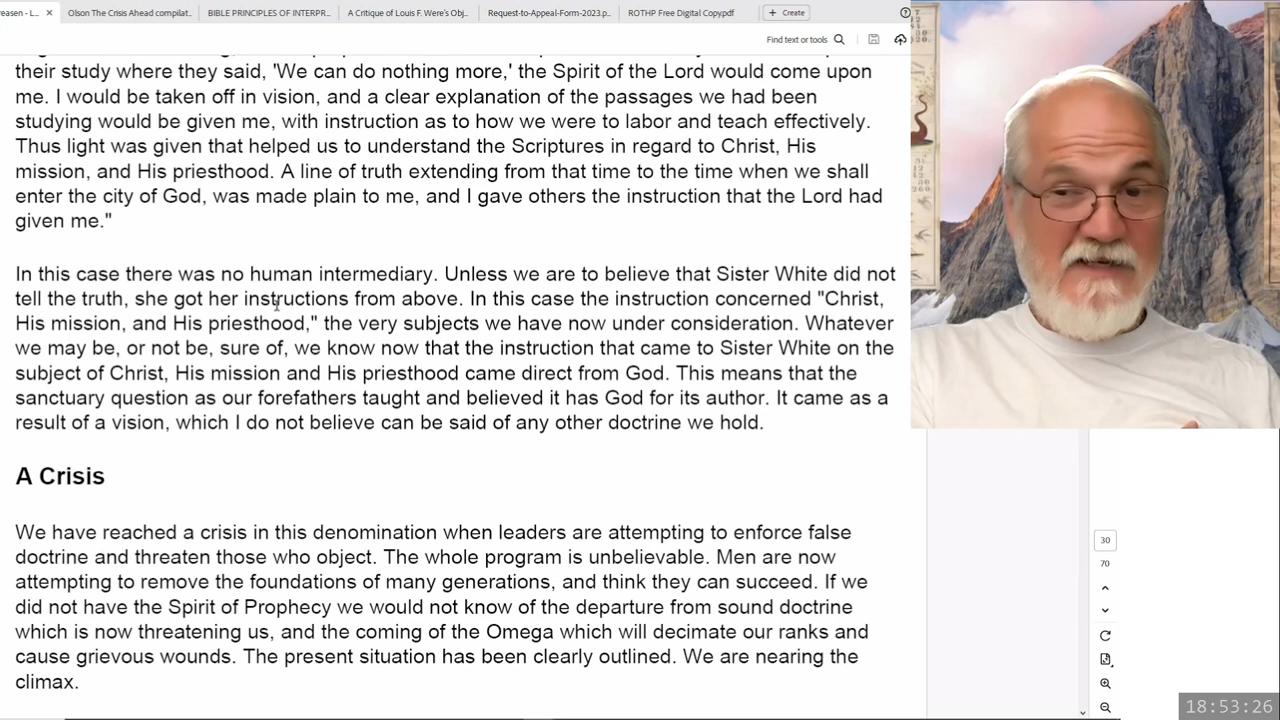 reasen - L...
Olson The Crisis Ahead compilat...
BIBLE PRINCIPLES OF INTERPR...
A Critique of Louis F. Were's Obj...
Request-to-Appeal-Form-2023.p...
ROTHP Free Digital Copy.pdf
Create
Find text or tools
their study where they said, 'We can do nothing more,' the Spirit of the Lord would come upon
me. I would be taken off in vision, and a clear explanation of the passages we had been
studying would be given me, with instruction as to how we were to labor and teach effectively.
Thus light was given that helped us to understand the Scriptures in regard to Christ, His
mission, and His priesthood. A line of truth extending from that time to the time when we shall
enter the city of God, was made plain to me, and I gave others the instruction that the Lord had
given me."
In this case there was no human intermediary. Unless we are to believe that Sister White did not
tell the truth, she got her instructions from above. In this case the instruction concerned "Christ,
His mission, and His priesthood," the very subjects we have now under consideration. Whatever
we may be, or not be, sure of, we know now that the instruction that came to Sister White on the
subject of Christ, His mission and His priesthood came direct from God. This means that the
sanctuary question as our forefathers taught and believed it has God for its author. It came as a
result of a vision, which I do not believe can be said of any other doctrine we hold.
A Crisis
We have reached a crisis in this denomination when leaders are attempting to enforce false
doctrine and threaten those who object. The whole program is unbelievable. Men are now
attempting to remove the foundations of many generations, and think they can succeed. If we
did not have the Spirit of Prophecy we would not know of the departure from sound doctrine
which is now threatening us, and the coming of the Omega which will decimate our ranks and
cause grievous wounds. The present situation has been clearly outlined. We are nearing the
climax.
30
70
18:53:26